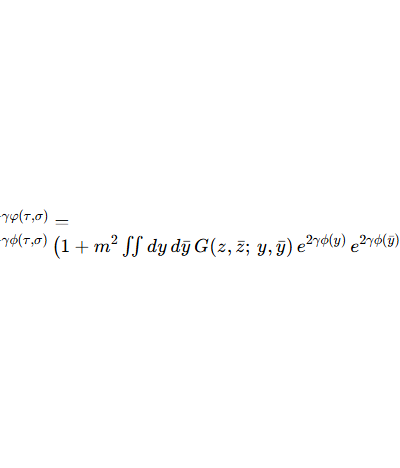 γφ(τ,σ) =
γϕ(τ,σ) (1 + m² ∬ dy dȳ G(z, z̄; y, ȳ) e^{2γϕ(y)} e^{2γϕ(ȳ)}